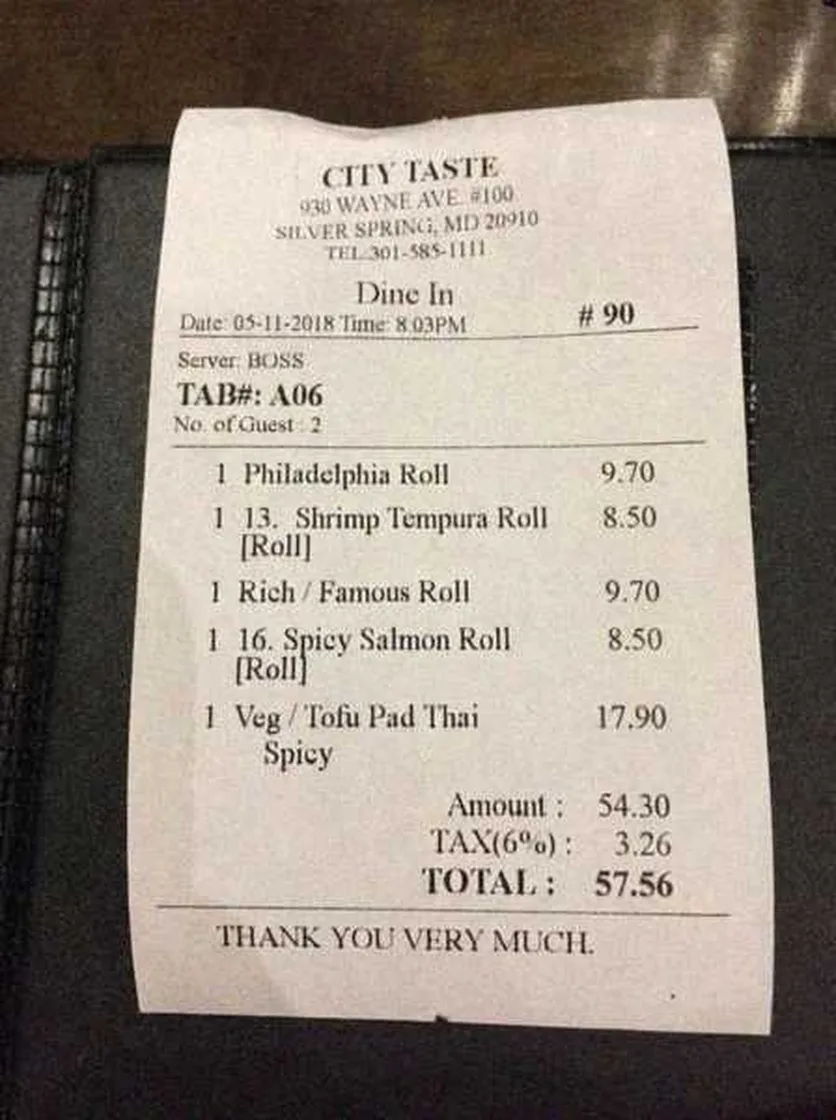 CITY TASTE
930 WAYNE AVE. #100
SILVER SPRING, MD 20910
TEL.301-585-1111
Dine In
# 90
Date: 05-11-2018 Time: 8:03PM
Server: BOSS
TAB#: A06
No. of Guest : 2
1 Philadelphia Roll 9.70
1 13. Shrimp Tempura Roll 8.50
[Roll]
1 Rich / Famous Roll 9.70
1 16. Spicy Salmon Roll 8.50
[Roll]
1 Veg / Tofu Pad Thai 17.90
Spicy
Amount : 54.30
TAX(6%) : 3.26
TOTAL : 57.56
THANK YOU VERY MUCH.